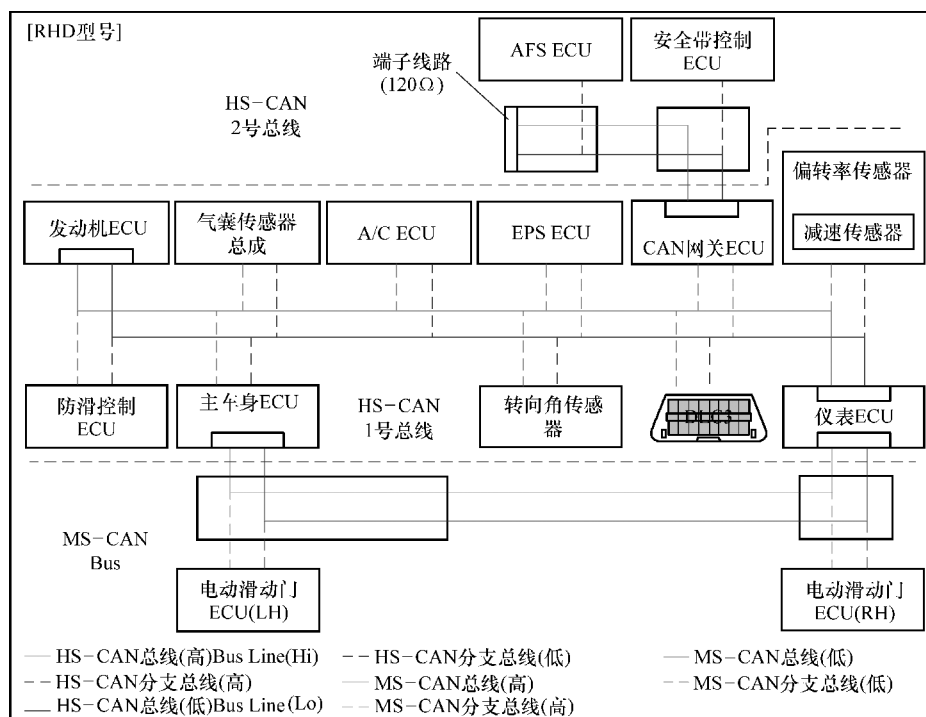 [RHD型号]
AFS ECU
安全带控制
ECU
端子线路
(120Ω)
HS-CAN
2号总线
偏转率传感器
减速传感器
发动机ECU
气囊传感器
总成
A/C ECU
EPS ECU
CAN网关ECU
防滑控制
ECU
主车身ECU
HS-CAN
1号总线
转向角传感
器
DLC3
仪表ECU
MS-CAN
Bus
电动滑动门
ECU(LH)
电动滑动门
ECU(RH)
HS-CAN总线(高)Bus Line(Hi)
HS-CAN分支总线(低)
MS-CAN总线(低)
HS-CAN分支总线(高)
MS-CAN总线(高)
MS-CAN分支总线(低)
HS-CAN总线(低)Bus Line(Lo)
MS-CAN分支总线(高)